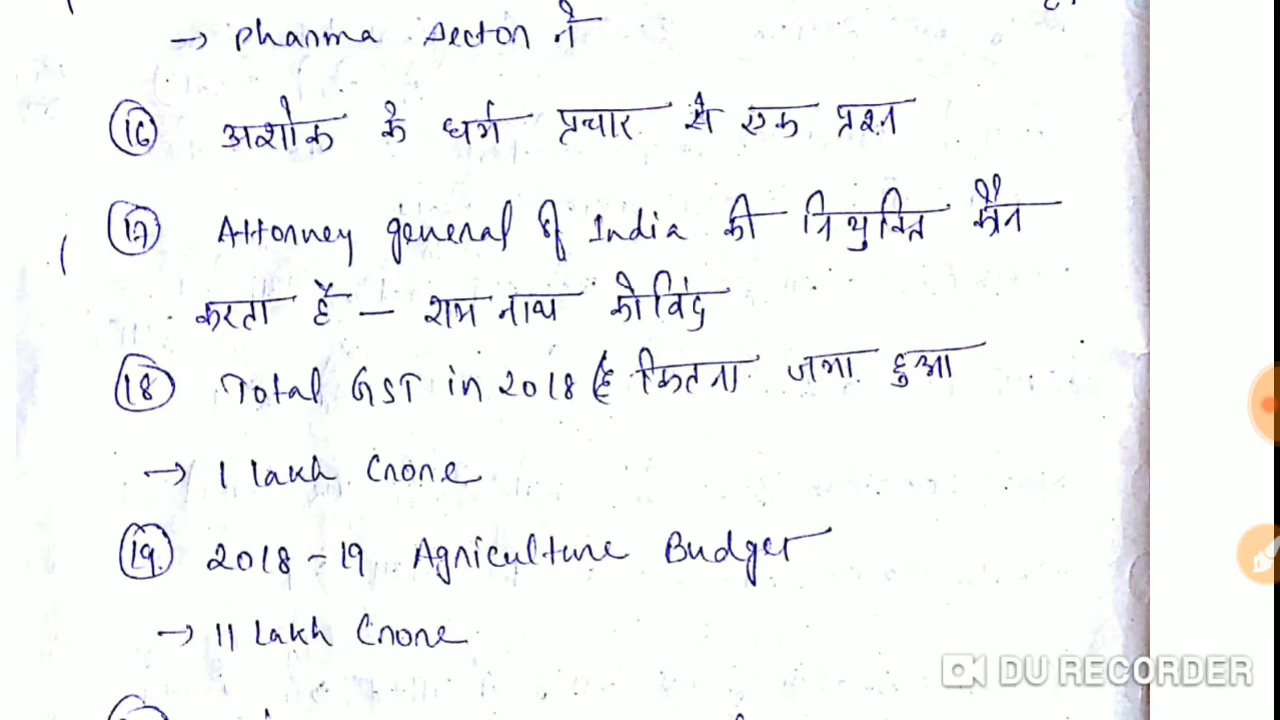 → Pharma sector ने
(16) अशोक के धर्म प्रचार से एक प्रश्न
(17) Attorney general of India की नियुक्ति कौन
करता है – राम नाथ कोविंद
(18) Total GST in 2018 में कितना जमा हुआ
→ 1 lakh Crore
(19) 2018-19 Agriculture Budget
→ 11 lakh Crore
DU RECORDER